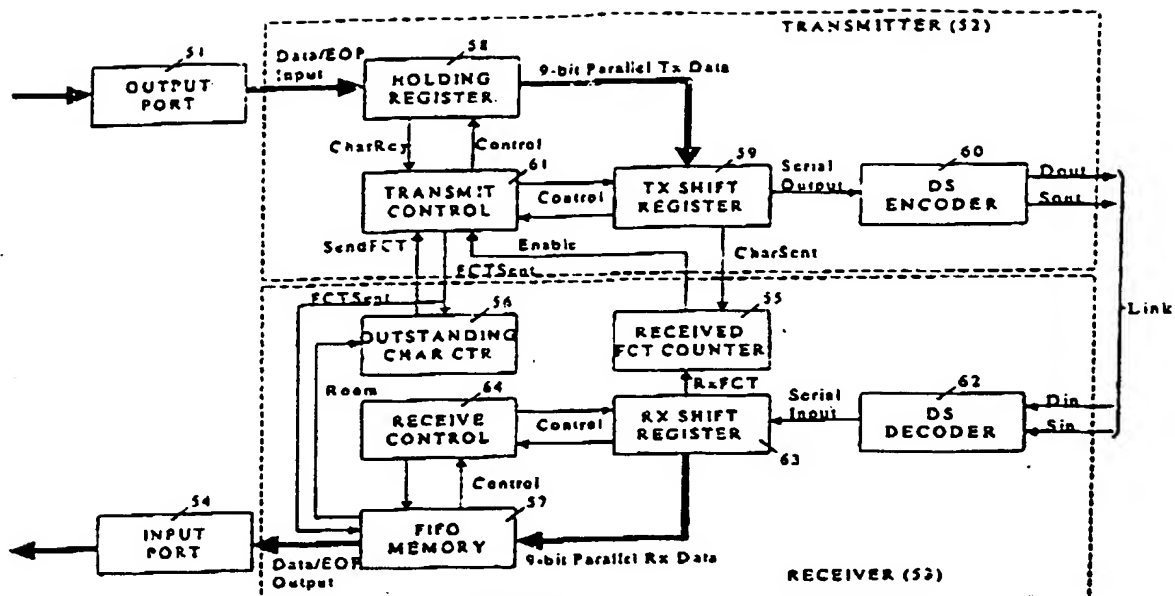 TRANSMITTER (52)
51
OUTPUT
PORT
Data/EOP
Input
58
HOLDING
REGISTER
9-bit Parallel Tx Data
CharRdy
Control
61
TRANSMIT
CONTROL
Control
59
TX SHIFT
REGISTER
Serial
Output
60
DS
ENCODER
Dout
Sout
SendFCT
Enable
FCTSent
CharSent
Link
FCTSent
56
OUTSTANDING
CHAR CTR
55
RECEIVED
FCT COUNTER
Room
RxFCT
64
RECEIVE
CONTROL
Control
RX SHIFT
REGISTER
63
Serial
Input
62
DS
DECODER
Din
Sin
Control
54
INPUT
PORT
57
FIFO
MEMORY
Data/EOP
Output
9-bit Parallel Rx Data
RECEIVER (53)